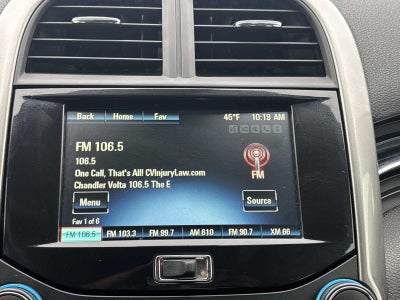 Back Home Fav 45°F 10:19 AM
FM 106.5
106.5
One Call, That's All! CVInjuryLaw.com
Chandler Volta 106.5 The E
FM
Menu Source
Fav 1 of 6
FM 106.5 FM 103.3 FM 99.7 AM 610 FM 90.7 XM 66